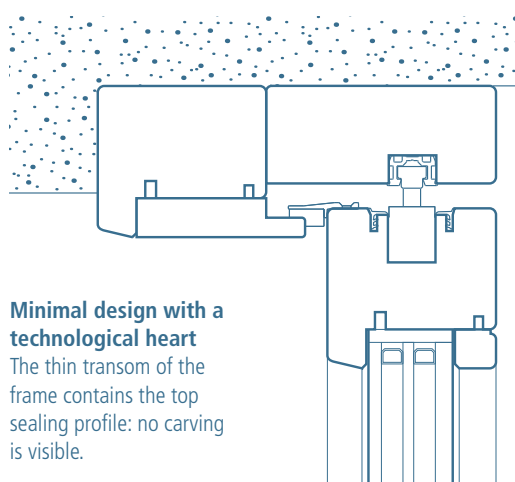 Minimal design with a
technological heart
The thin transom of the
frame contains the top
sealing profile: no carving
is visible.